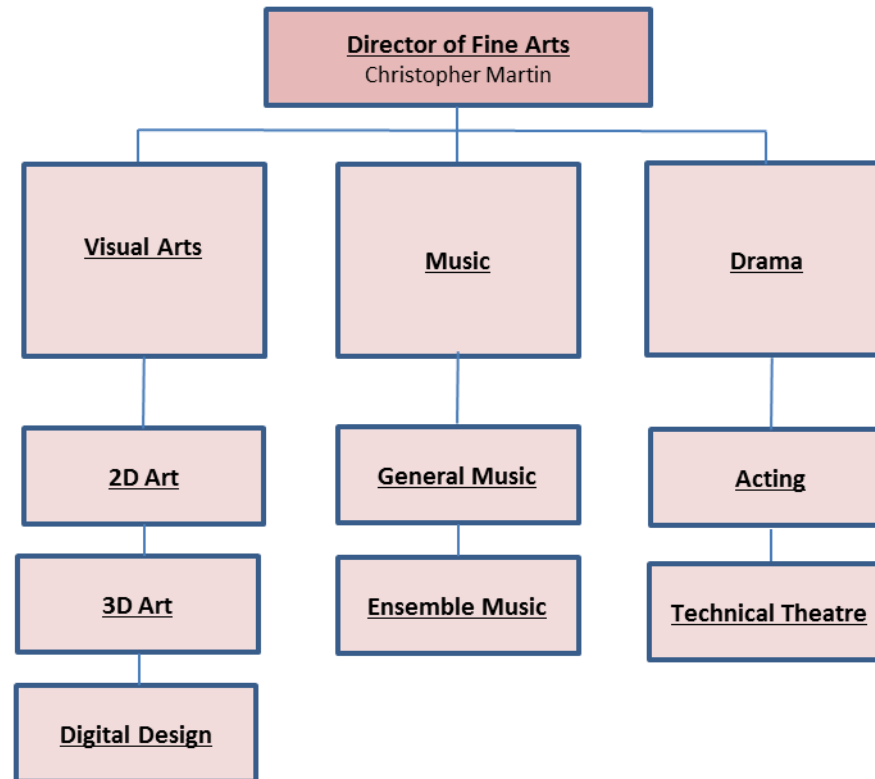 Director of Fine Arts
Christopher Martin
Visual Arts
Music
Drama
2D Art
General Music
Acting
3D Art
Ensemble Music
Technical Theatre
Digital Design